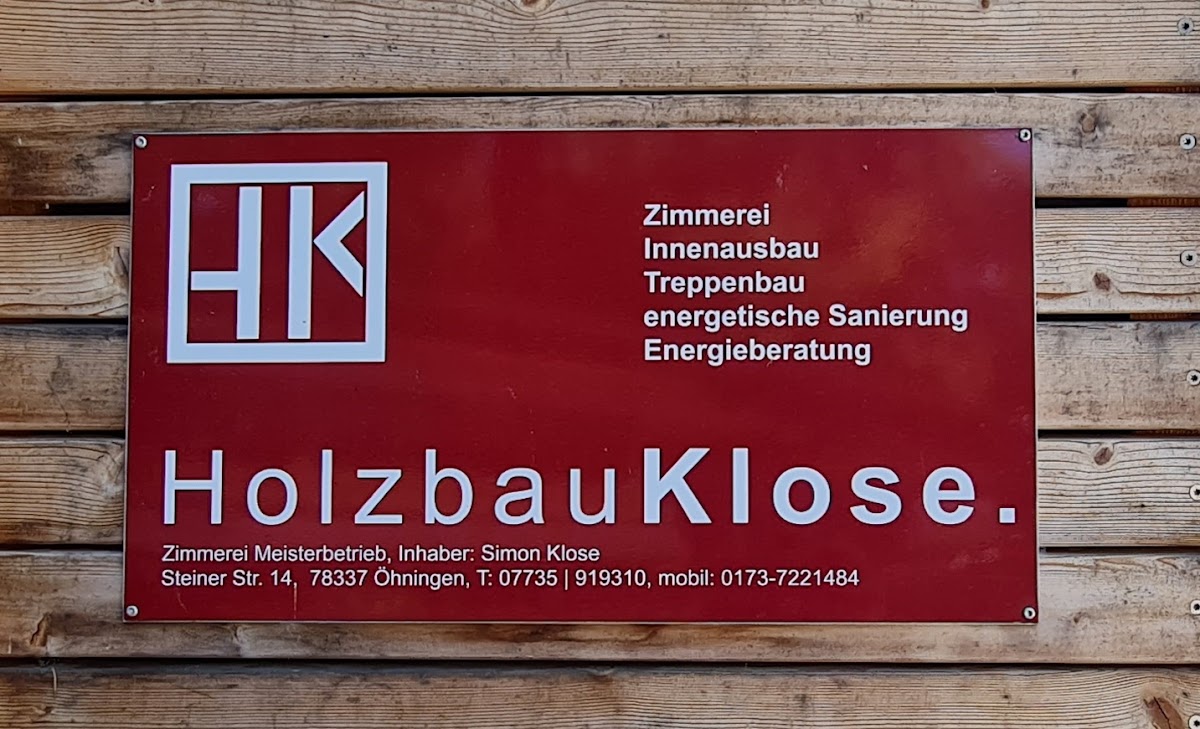 HK
Zimmerei
Innenausbau
Treppenbau
energetische Sanierung
Energieberatung
HolzbauKlose.
Zimmerei Meisterbetrieb, Inhaber: Simon Klose
Steiner Str. 14, 78337 Öhningen, T: 07735 | 919310, mobil: 0173-7221484